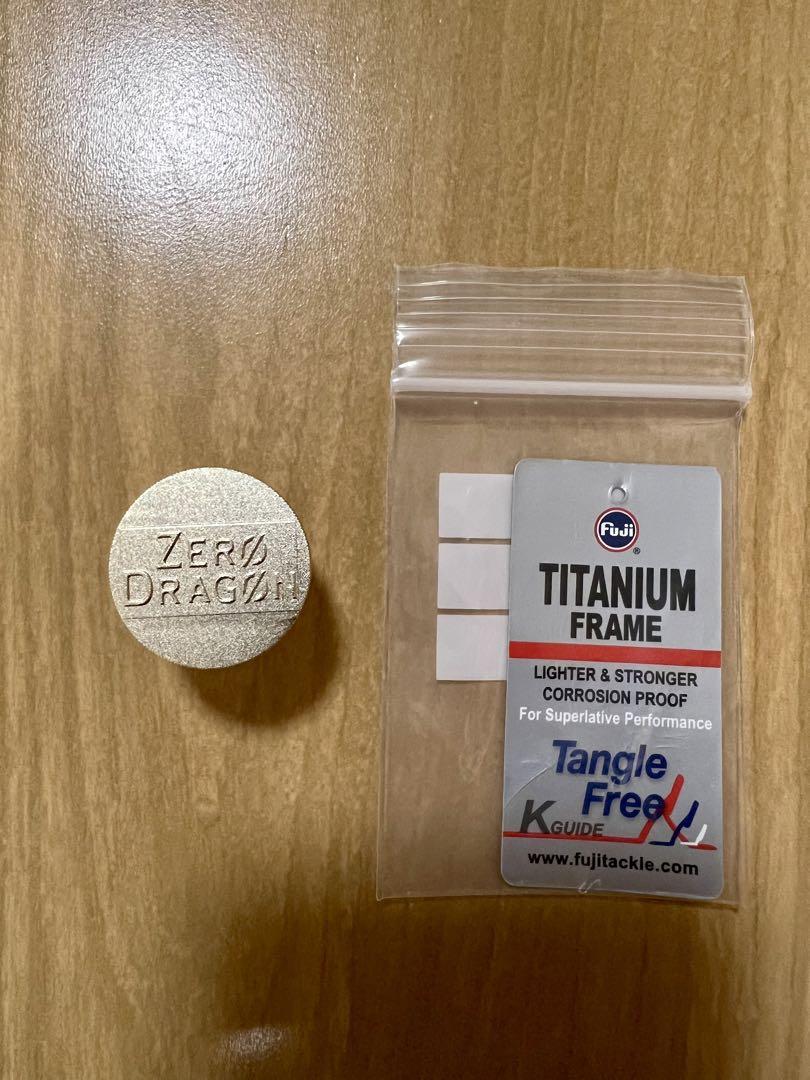 ZERØ
DRAGØN
Fuji
®
TITANIUM
FRAME
LIGHTER & STRONGER
CORROSION PROOF
For Superlative Performance
Tangle
Free
K GUIDE
www.fujitackle.com